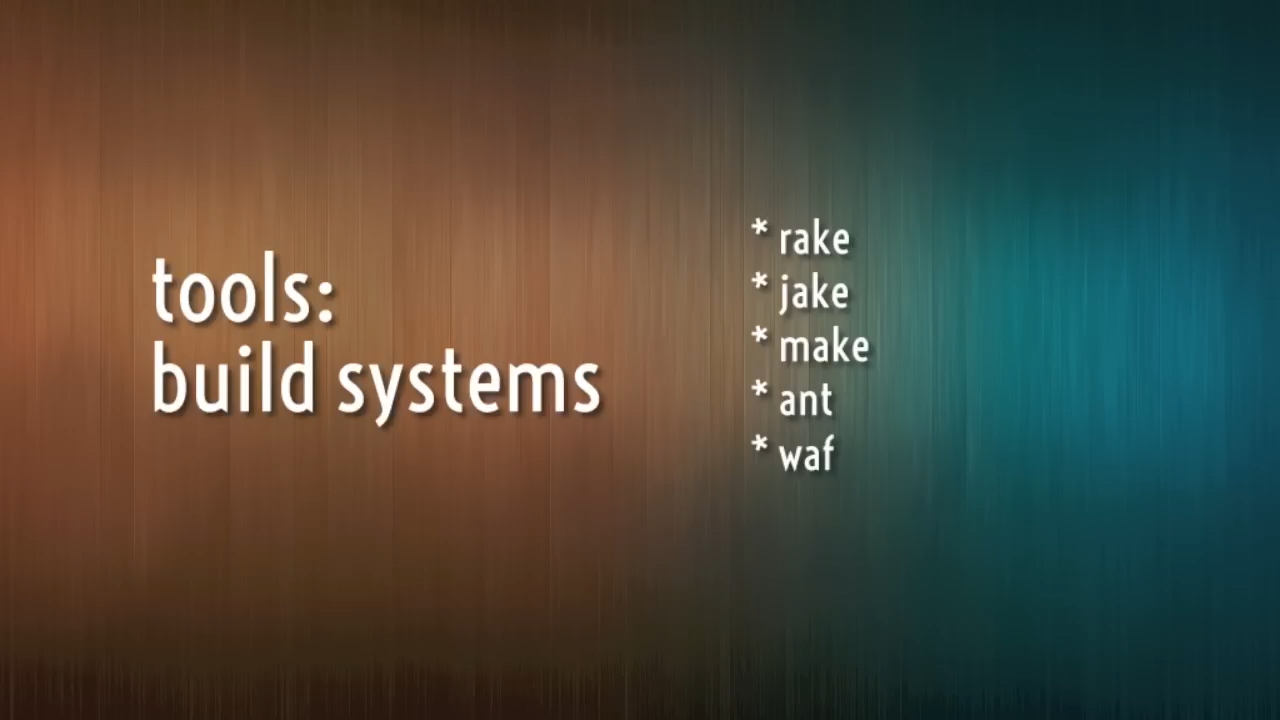 tools:
build systems
* rake
* jake
* make
* ant
* waf